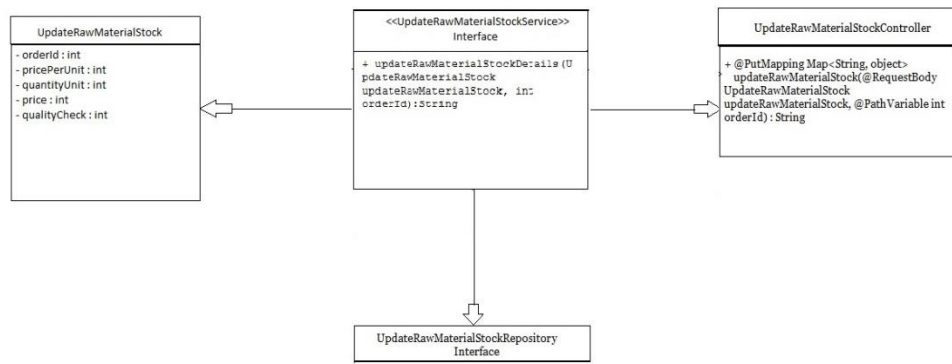 UpdateRawMaterialStock
- orderId : int
- pricePerUnit : int
- quantityUnit : int
- price : int
- qualityCheck : int
<<UpdateRawMaterialStockService>>
Interface
+ updateRawMaterialStockDetails(U
pdateRawMaterialStock
updateRawMaterialStock, int
orderId):String
UpdateRawMaterialStockController
+ @PutMapping Map<String, object>
updateRawMaterialStock(@RequestBody
UpdateRawMaterialStock
updateRawMaterialStock, @PathVariable int
orderId) : String
UpdateRawMaterialStockRepository
Interface